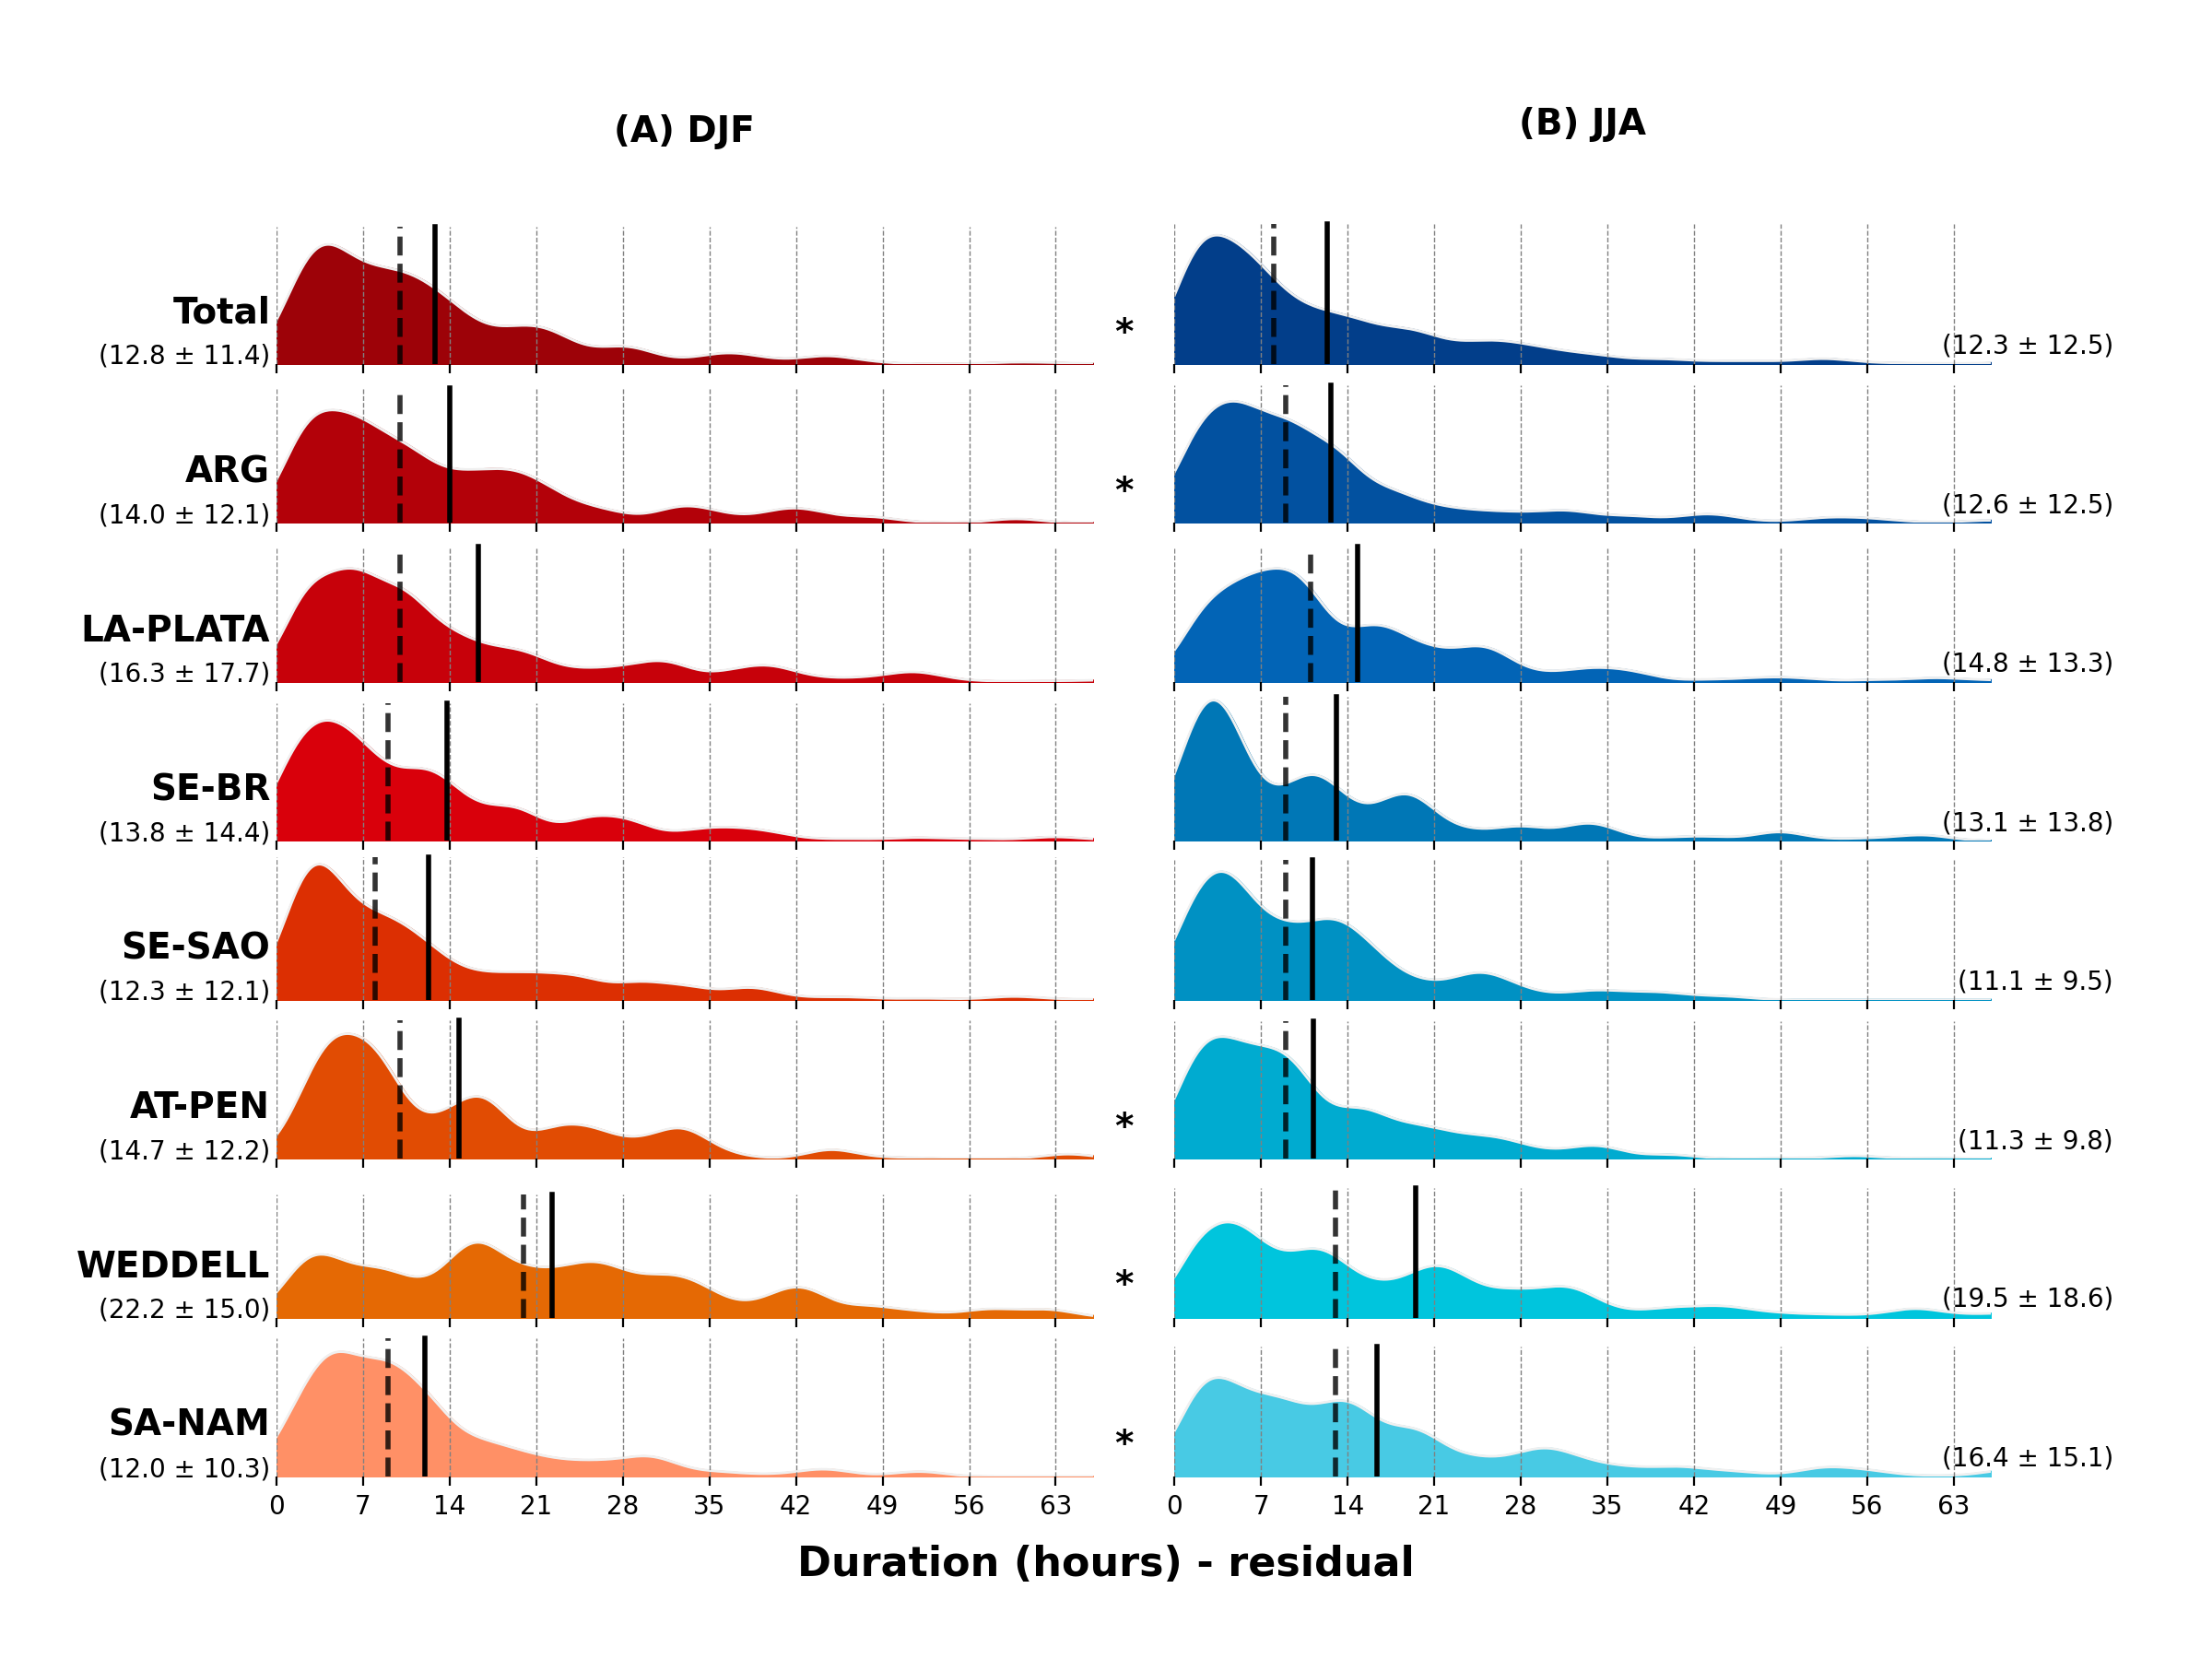 (A) DJF
(B) JJA
Total
(12.8 ± 11.4)
*
(12.3 ± 12.5)
ARG
(14.0 ± 12.1)
*
(12.6 ± 12.5)
LA-PLATA
(16.3 ± 17.7)
(14.8 ± 13.3)
SE-BR
(13.8 ± 14.4)
(13.1 ± 13.8)
SE-SAO
(12.3 ± 12.1)
(11.1 ± 9.5)
AT-PEN
(14.7 ± 12.2)
*
(11.3 ± 9.8)
WEDDELL
(22.2 ± 15.0)
*
(19.5 ± 18.6)
SA-NAM
(12.0 ± 10.3)
*
(16.4 ± 15.1)
0 7 14 21 28 35 42 49 56 63
0 7 14 21 28 35 42 49 56 63
Duration (hours) - residual